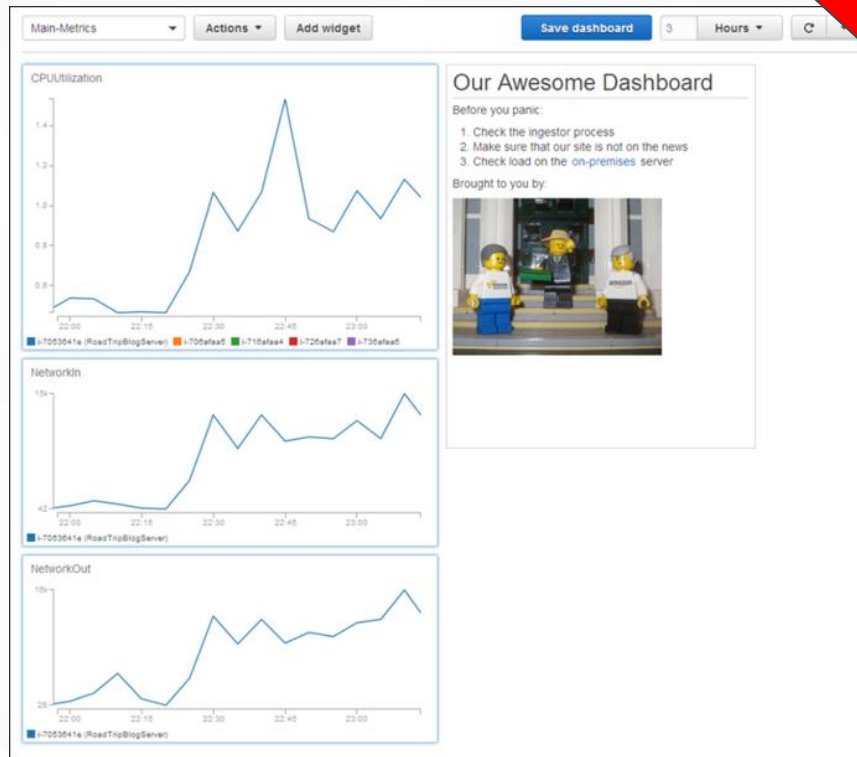 Main-Metrics Actions Add widget Save dashboard 3 Hours
CPUUtilization
1.4
1.2
1.0
0.8
0.6
22:00 22:15 22:30 22:45 23:00
(RoadTripBlogServer)
NetworkIn
42
22:00 22:15 22:30 22:45 23:00
(RoadTripBlogServer)
NetworkOut
22:00 22:15 22:30 22:45 23:00
(RoadTripBlogServer)
Our Awesome Dashboard
Before you panic:
1. Check the ingestor process
2. Make sure that our site is not on the news
3. Check load on the on-premises server
Brought to you by:
amazon